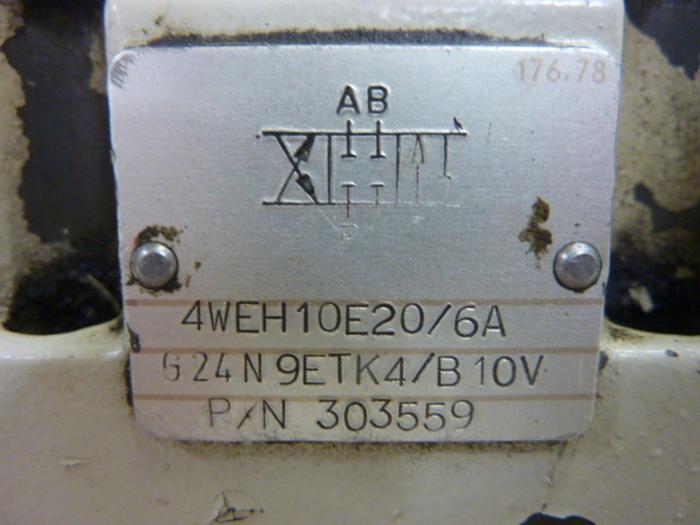 176.78
AB
P
4WEH10E20/6A
G24N9ETK4/B10V
P/N 303559